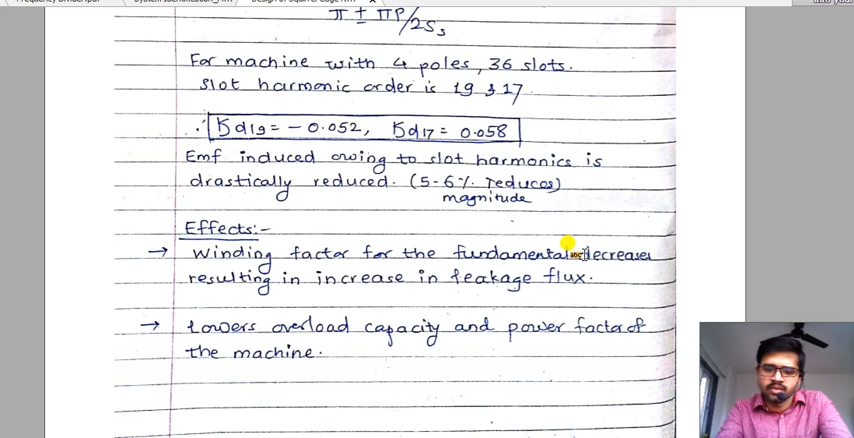 π ± πP/2Ss
For machine with 4 poles, 36 slots.
slot harmonic order is 19 & 17
∴ Kd19 = - 0.052, Kd17 = 0.058
Emf induced owing to slot harmonics is
drastically reduced. (5-6% reduces)
magnitude
Effects:-
→ Winding factor for the fundamental decreases
resulting in increase in leakage flux.
→ Lowers overload capacity and power factor of
the machine.